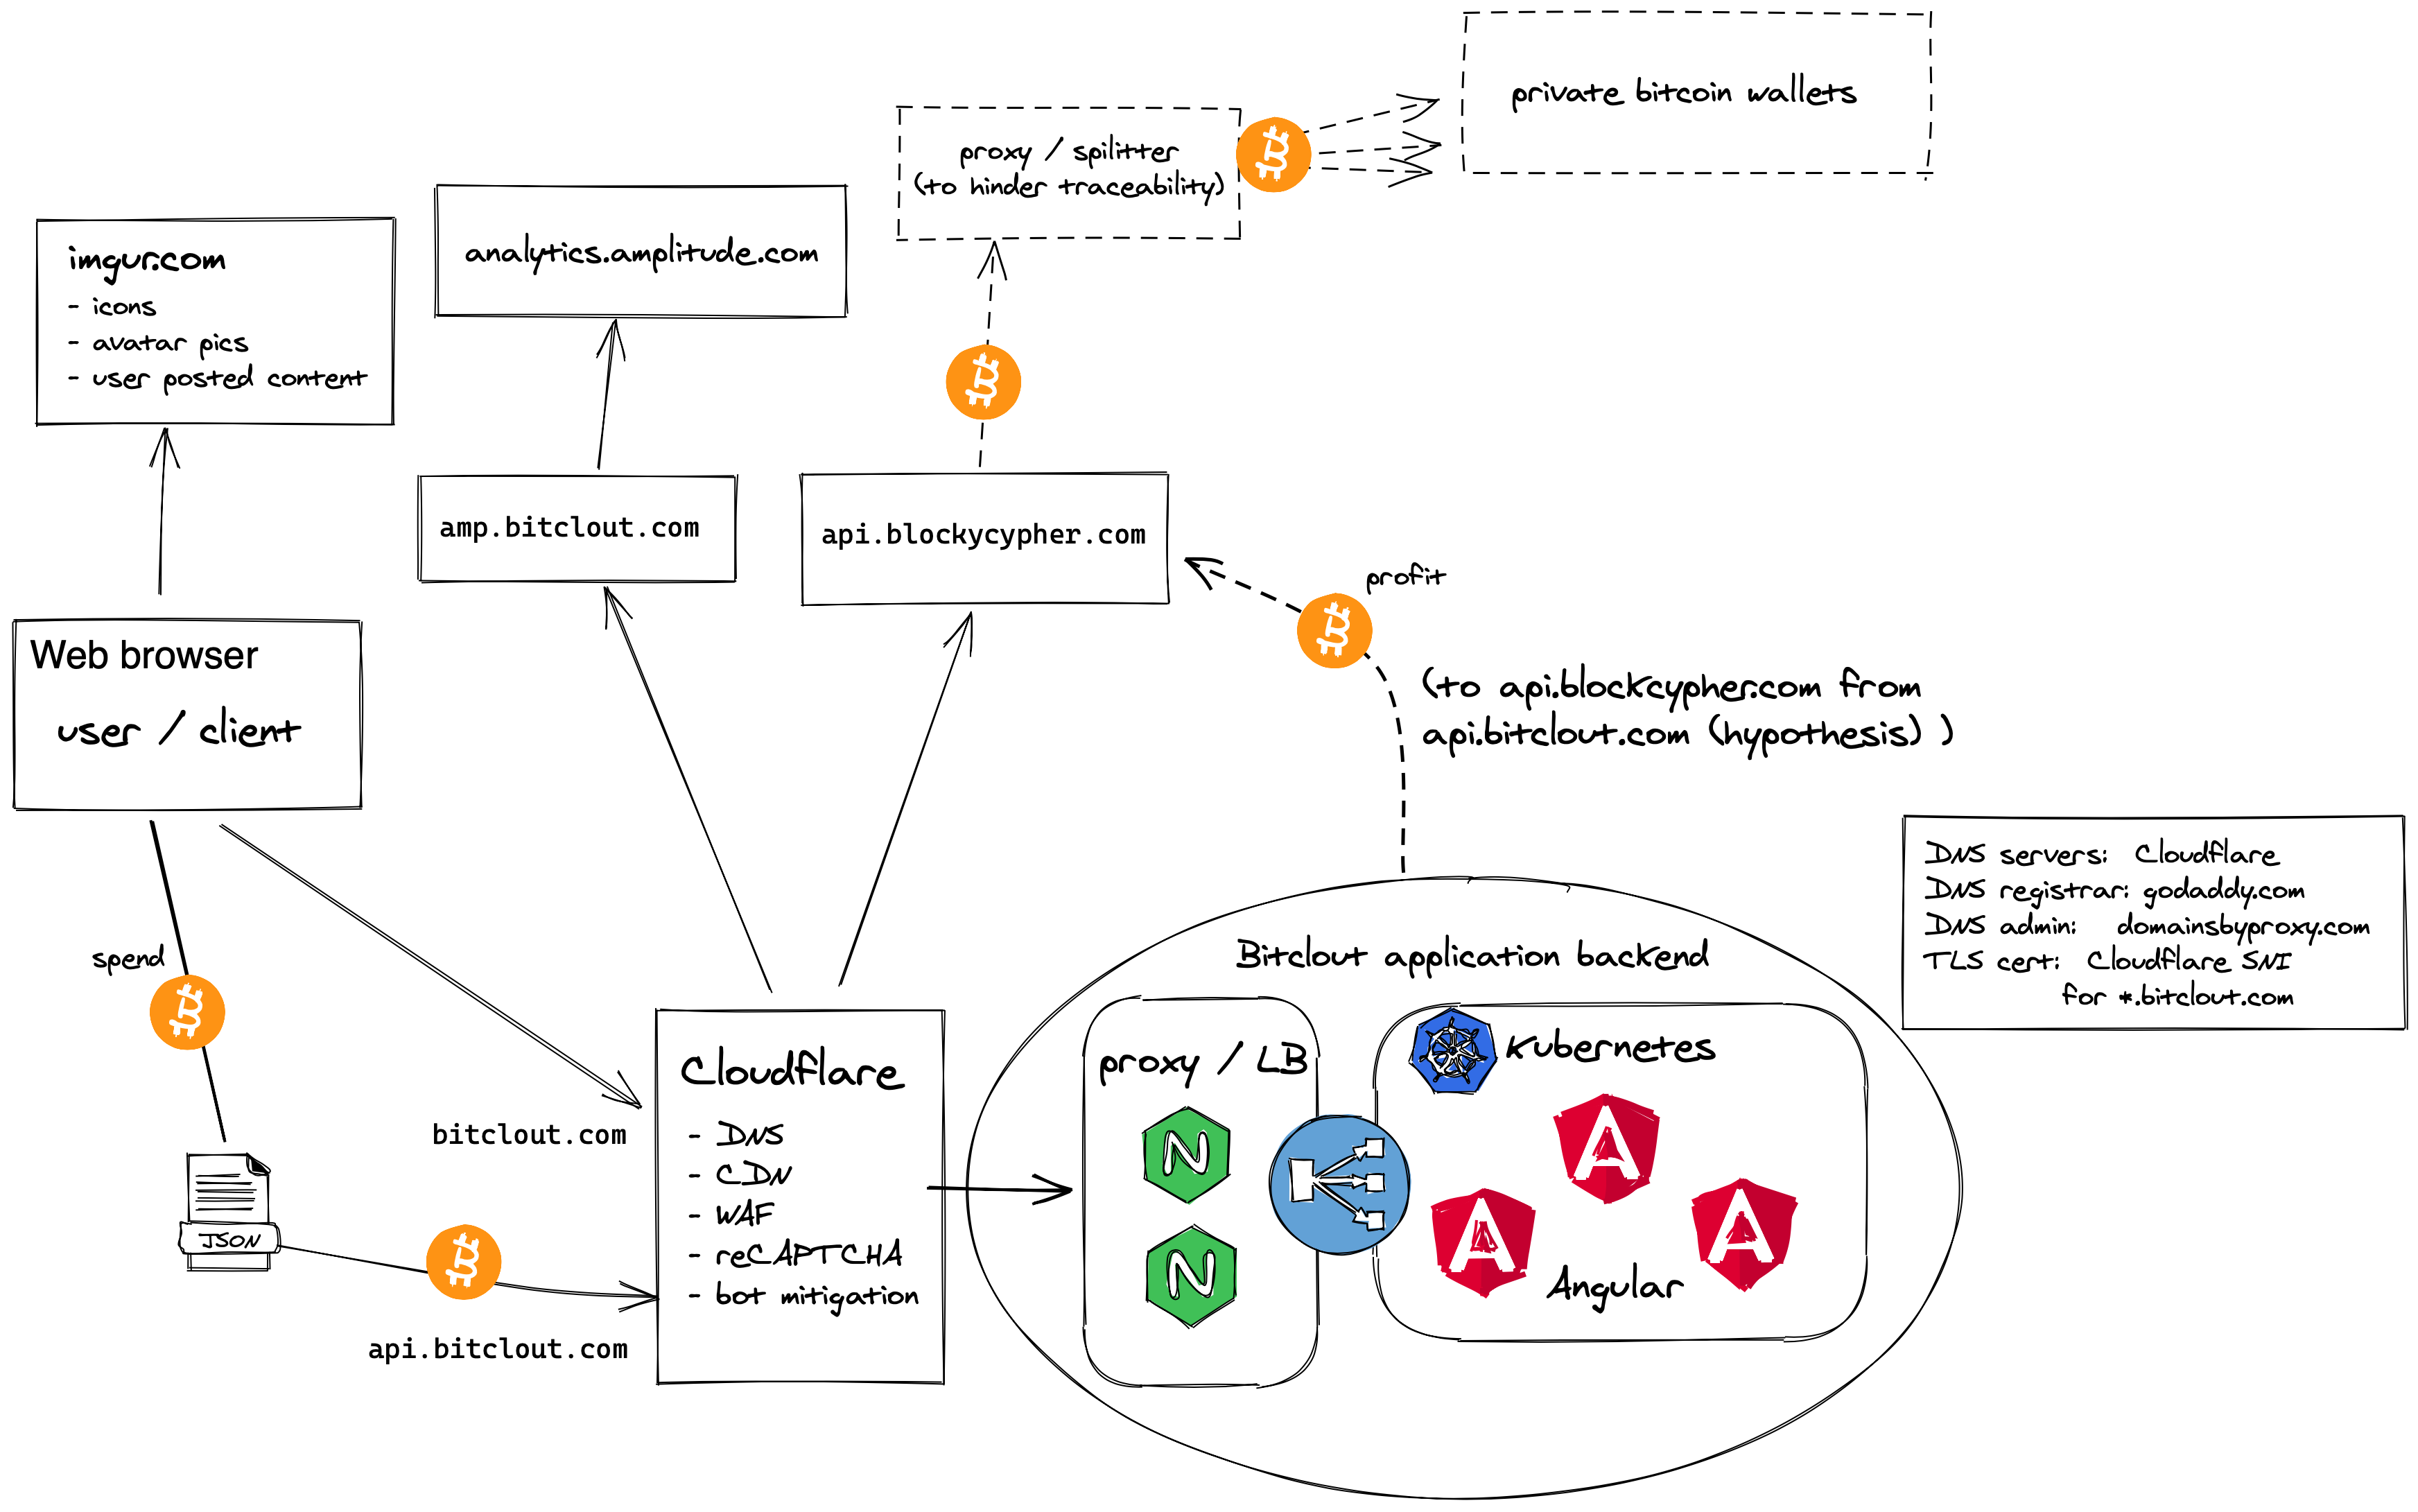 private bitcoin wallets
proxy / spilitter
(to hinder traceability)
analytics.amplitude.com
imgur.com
- icons
- avatar pics
- user posted content
amp.bitclout.com
api.blockycypher.com
profit
(to api.blockcypher.com from
api.bitclout.com (hypothesis) )
Web browser
user / client
spend
JSON
bitclout.com
api.bitclout.com
Cloudflare
- DNS
- CDN
- WAF
- reCAPTCHA
- bot mitigation
Bitclout application backend
proxy / LB
N
N
Kubernetes
A
A
A
Angular
DNS servers: Cloudflare
DNS registrar: godaddy.com
DNS admin: domainsbyproxy.com
TLS cert: Cloudflare SNI
for *.bitclout.com